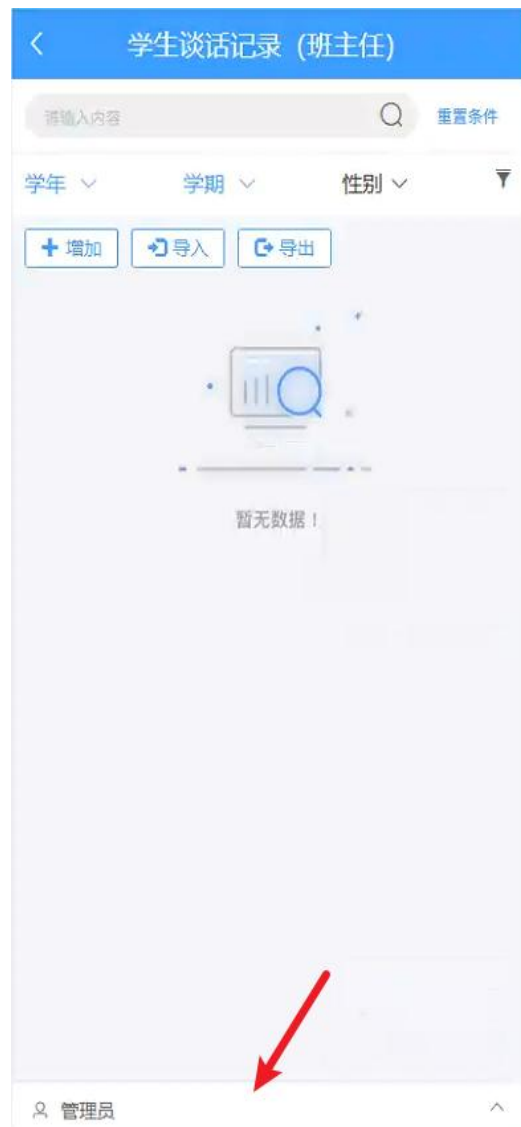 学生谈话记录（班主任）
请输入内容 重置条件
学年 学期 性别
增加 导入 导出
暂无数据！
管理员